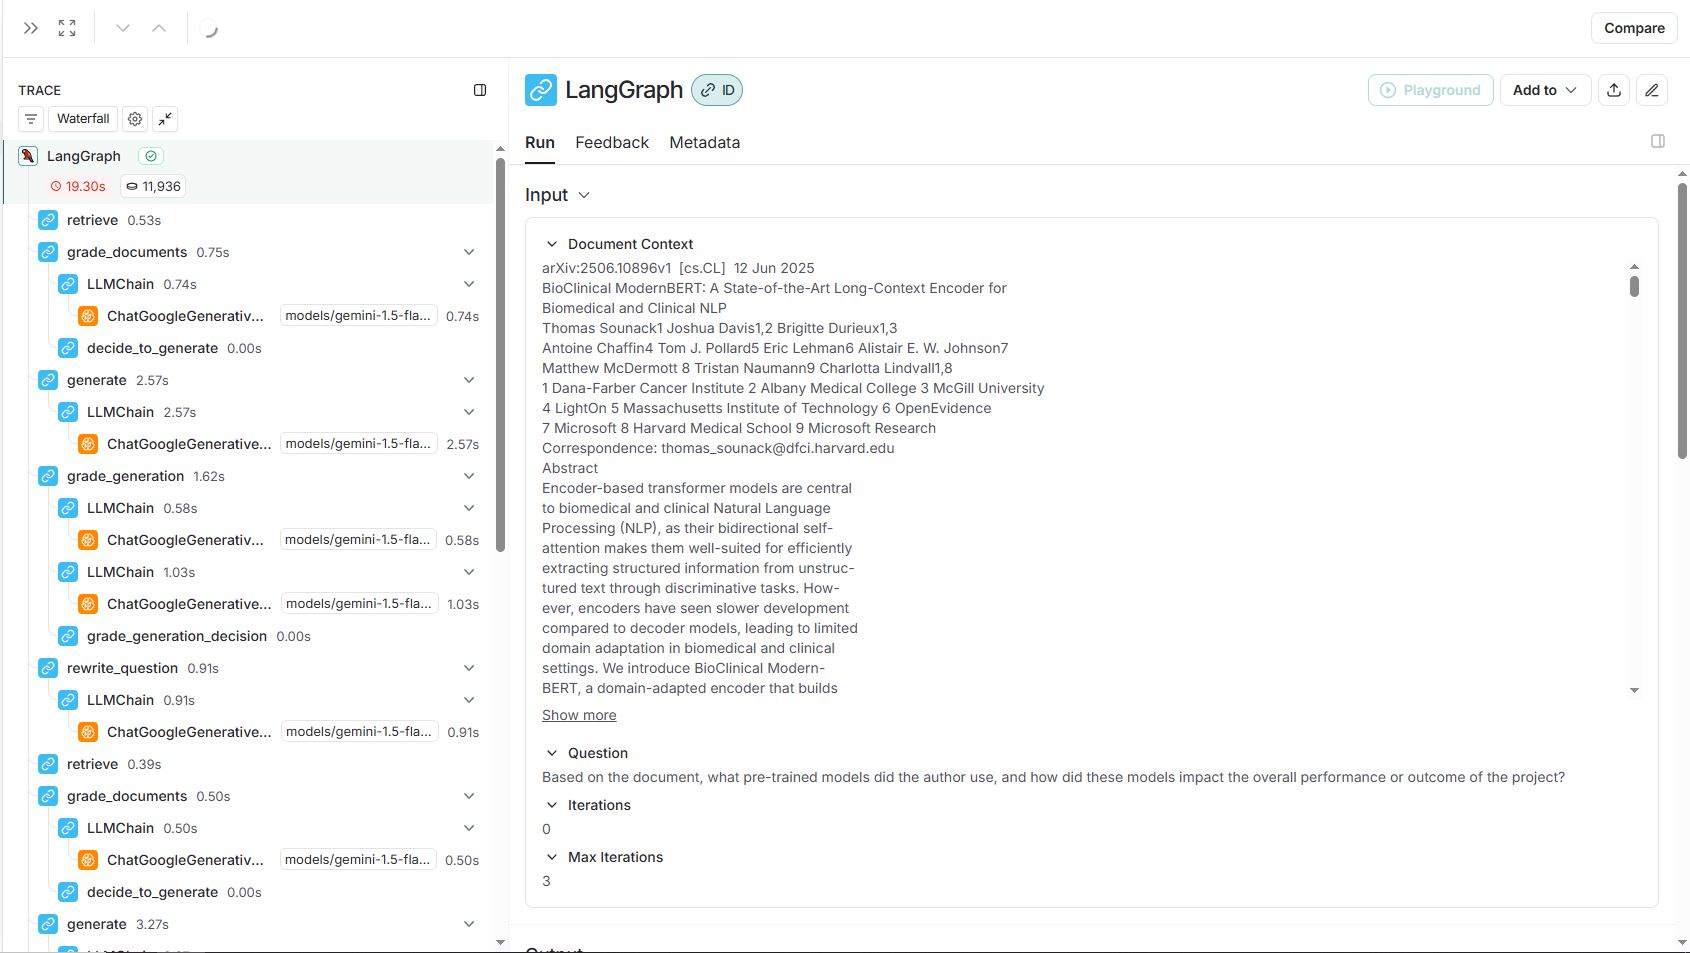 Compare
TRACE
Waterfall
LangGraph
19.30s 11,936
retrieve 0.53s
grade_documents 0.75s
LLMChain 0.74s
ChatGoogleGenerativ... models/gemini-1.5-fla... 0.74s
decide_to_generate 0.00s
generate 2.57s
LLMChain 2.57s
ChatGoogleGenerative... models/gemini-1.5-fla... 2.57s
grade_generation 1.62s
LLMChain 0.58s
ChatGoogleGenerativ... models/gemini-1.5-fla... 0.58s
LLMChain 1.03s
ChatGoogleGenerative... models/gemini-1.5-fla... 1.03s
grade_generation_decision 0.00s
rewrite_question 0.91s
LLMChain 0.91s
ChatGoogleGenerative... models/gemini-1.5-fla... 0.91s
retrieve 0.39s
grade_documents 0.50s
LLMChain 0.50s
ChatGoogleGenerativ... models/gemini-1.5-fla... 0.50s
decide_to_generate 0.00s
generate 3.27s
LangGraph ID
Playground Add to
Run Feedback Metadata
Input
Document Context
arXiv:2506.10896v1 [cs.CL] 12 Jun 2025
BioClinical ModernBERT: A State-of-the-Art Long-Context Encoder for
Biomedical and Clinical NLP
Thomas Sounack1 Joshua Davis1,2 Brigitte Durieux1,3
Antoine Chaffin4 Tom J. Pollard5 Eric Lehman6 Alistair E. W. Johnson7
Matthew McDermott 8 Tristan Naumann9 Charlotta Lindvall1,8
1 Dana-Farber Cancer Institute 2 Albany Medical College 3 McGill University
4 LightOn 5 Massachusetts Institute of Technology 6 OpenEvidence
7 Microsoft 8 Harvard Medical School 9 Microsoft Research
Correspondence: thomas_sounack@dfci.harvard.edu
Abstract
Encoder-based transformer models are central
to biomedical and clinical Natural Language
Processing (NLP), as their bidirectional self-
attention makes them well-suited for efficiently
extracting structured information from unstruc-
tured text through discriminative tasks. How-
ever, encoders have seen slower development
compared to decoder models, leading to limited
domain adaptation in biomedical and clinical
settings. We introduce BioClinical Modern-
BERT, a domain-adapted encoder that builds
Show more
Question
Based on the document, what pre-trained models did the author use, and how did these models impact the overall performance or outcome of the project?
Iterations
0
Max Iterations
3